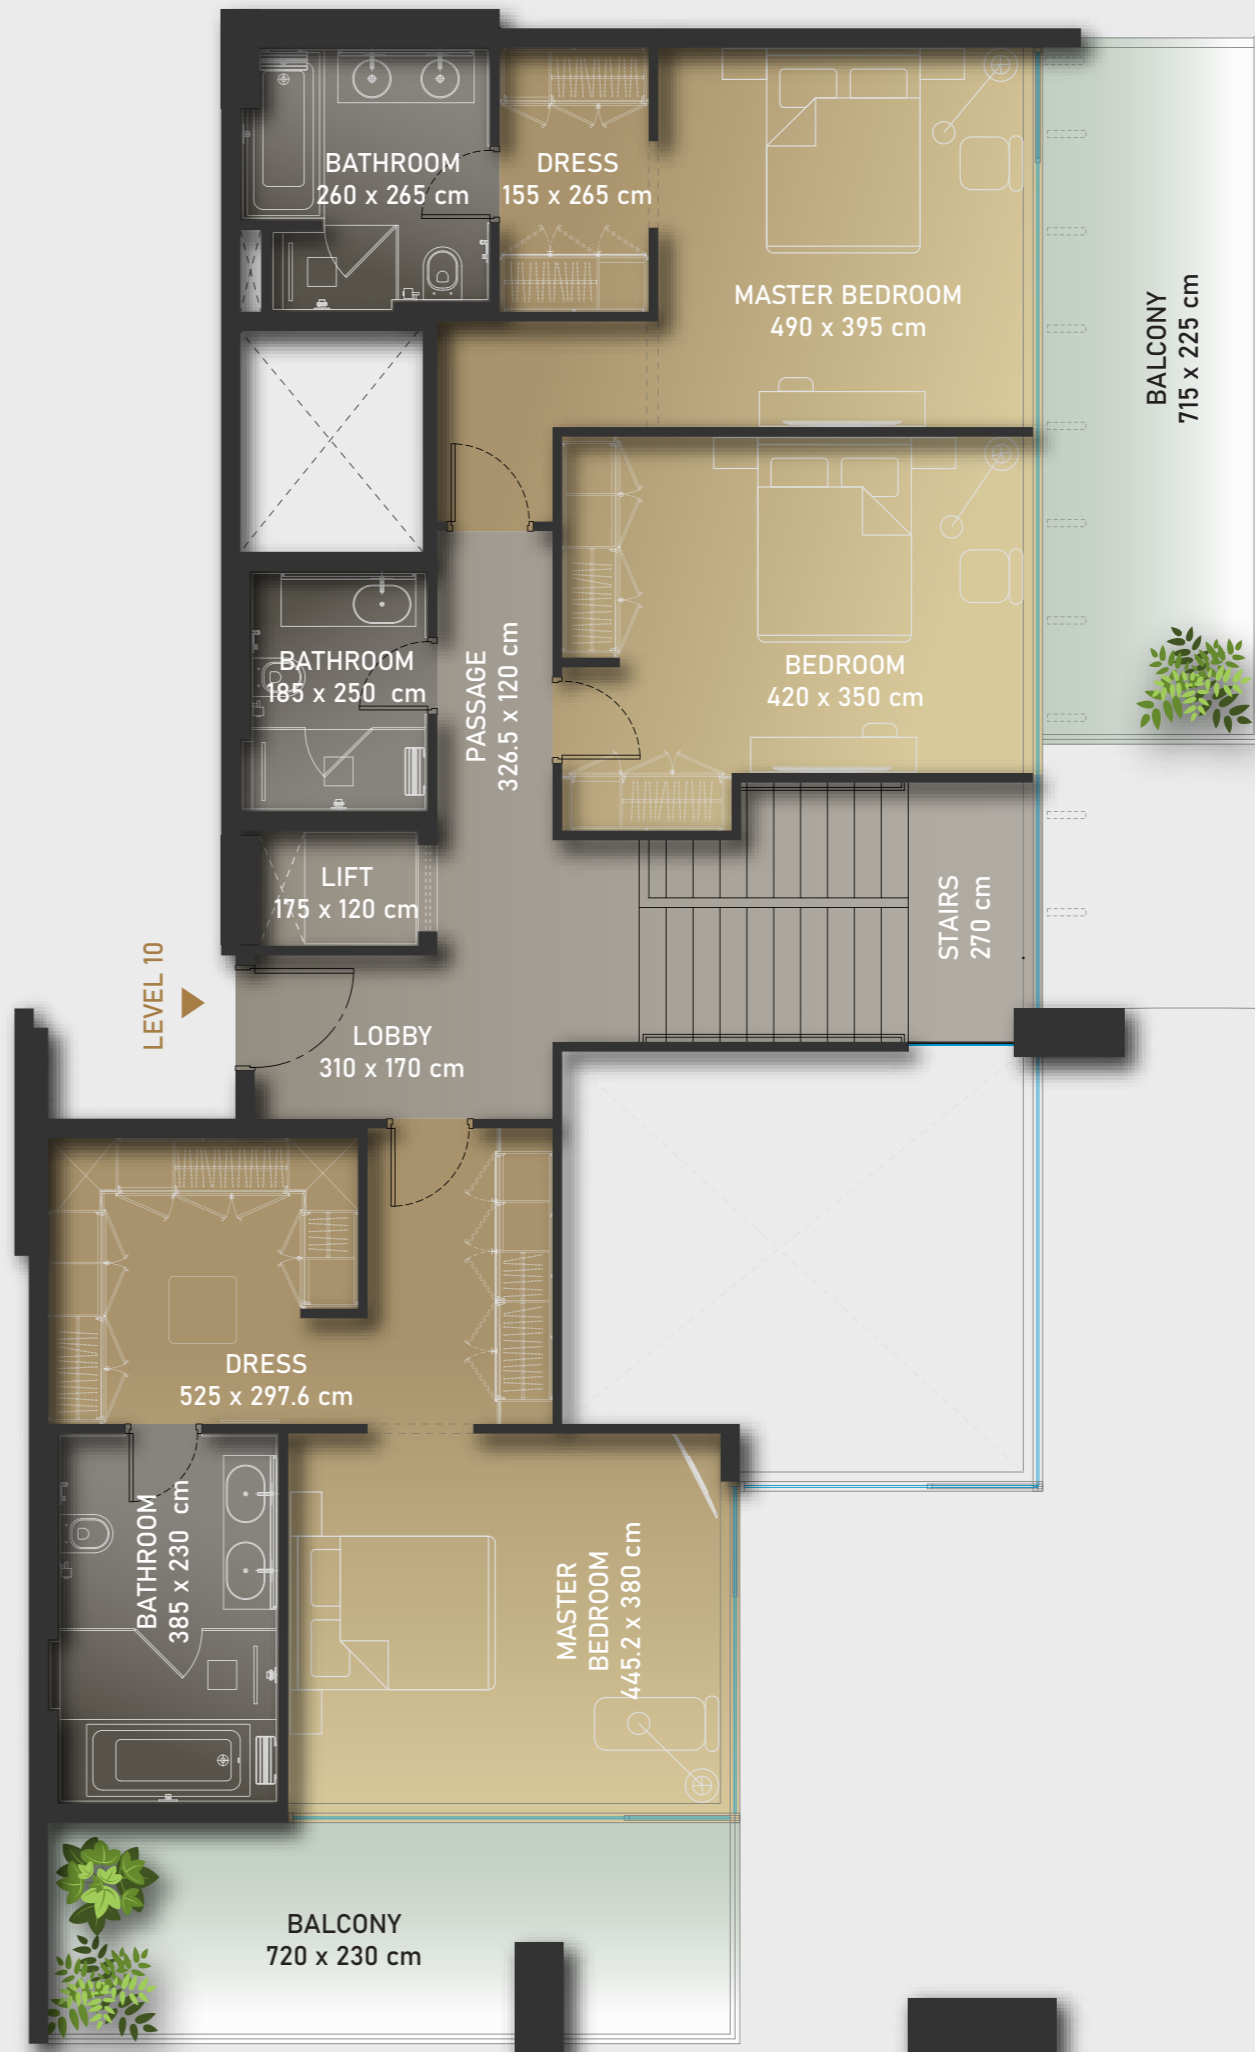 BATHROOM
260 x 265 cm
DRESS
155 x 265 cm
MASTER BEDROOM
490 x 395 cm
BALCONY
715 x 225 cm
BATHROOM
185 x 250 cm
PASSAGE
326.5 x 120 cm
BEDROOM
420 x 350 cm
LIFT
175 x 120 cm
STAIRS
270 cm
LEVEL 10
LOBBY
310 x 170 cm
DRESS
525 x 297.6 cm
BATHROOM
385 x 230 cm
MASTER
BEDROOM
445.2 x 380 cm
BALCONY
720 x 230 cm